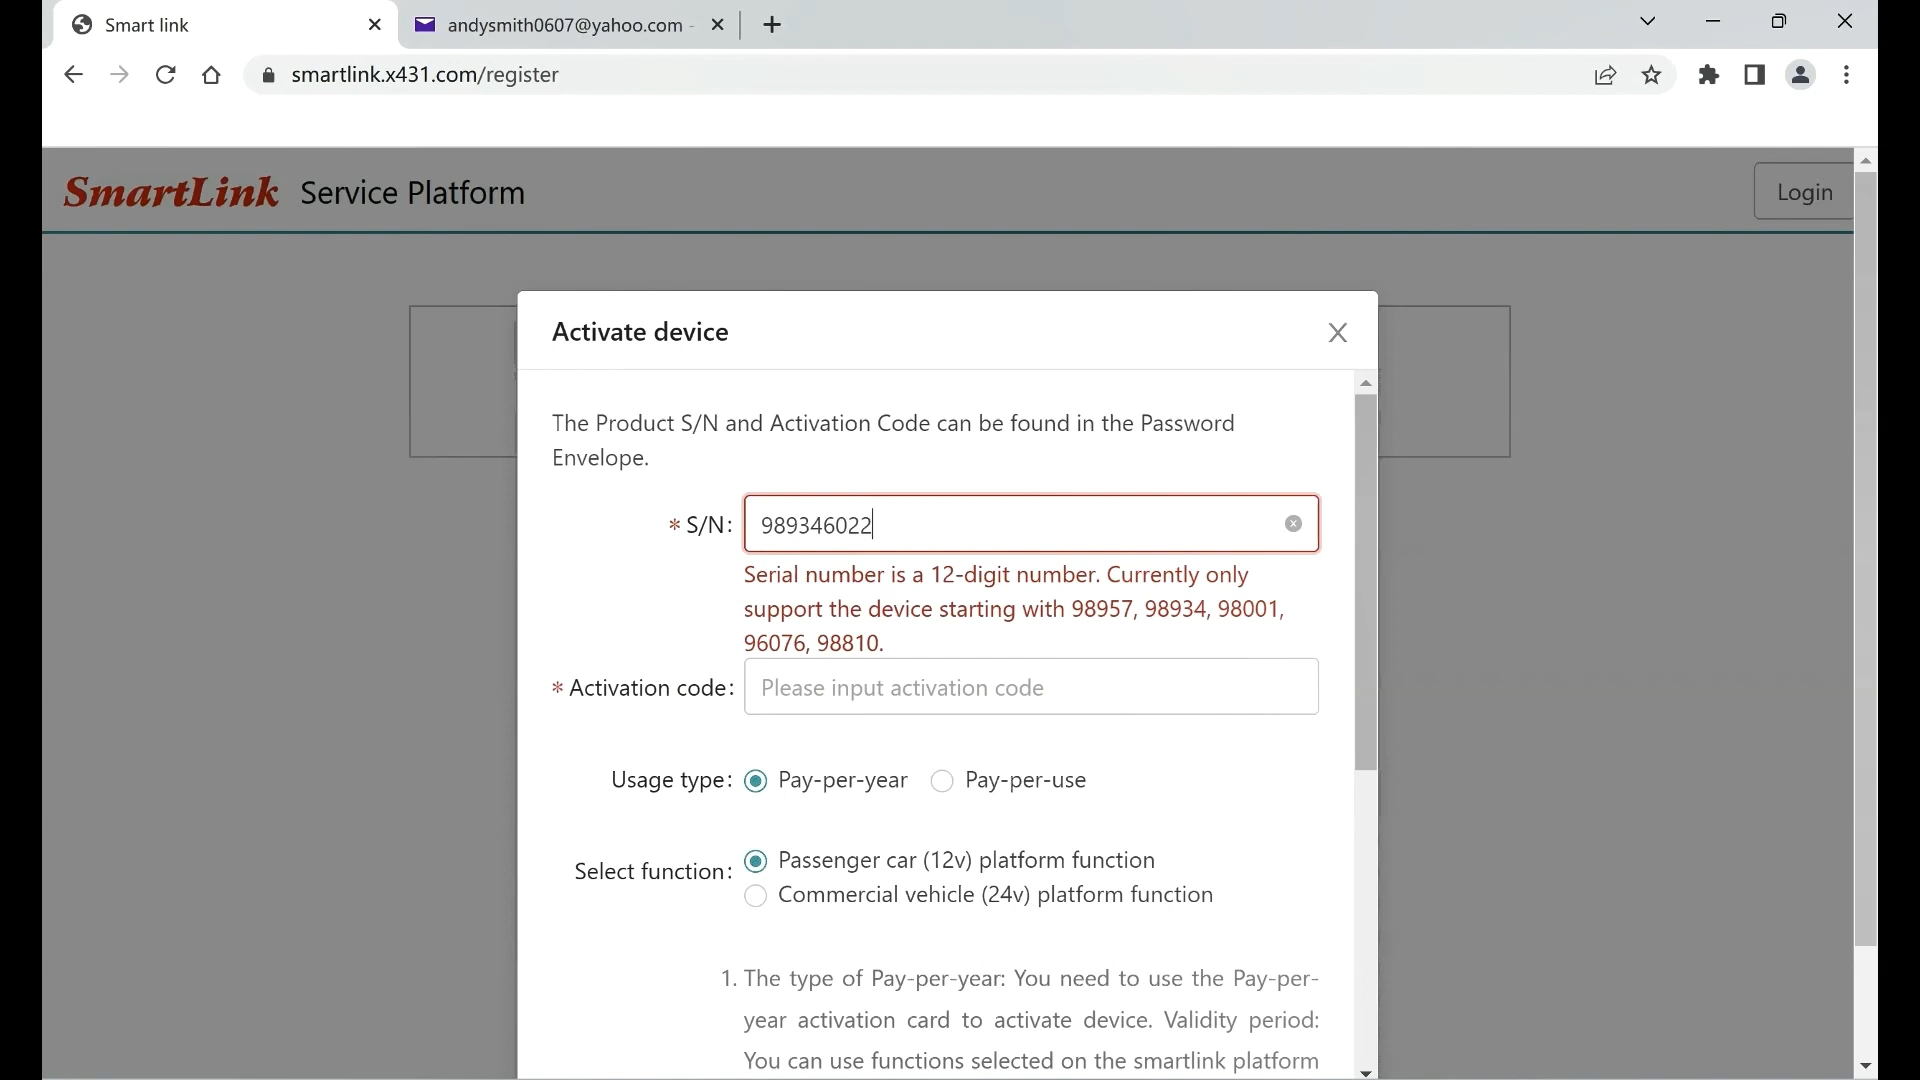 Smart link
andysmith0607@yahoo.com -
smartlink.x431.com/register
SmartLink Service Platform
Login
Activate device
The Product S/N and Activation Code can be found in the Password
Envelope.
* S/N: 989346022
Serial number is a 12-digit number. Currently only
support the device starting with 98957, 98934, 98001,
96076, 98810.
* Activation code: Please input activation code
Usage type: Pay-per-year Pay-per-use
Select function: Passenger car (12v) platform function
Commercial vehicle (24v) platform function
1. The type of Pay-per-year: You need to use the Pay-per-
year activation card to activate device. Validity period:
You can use functions selected on the smartlink platform